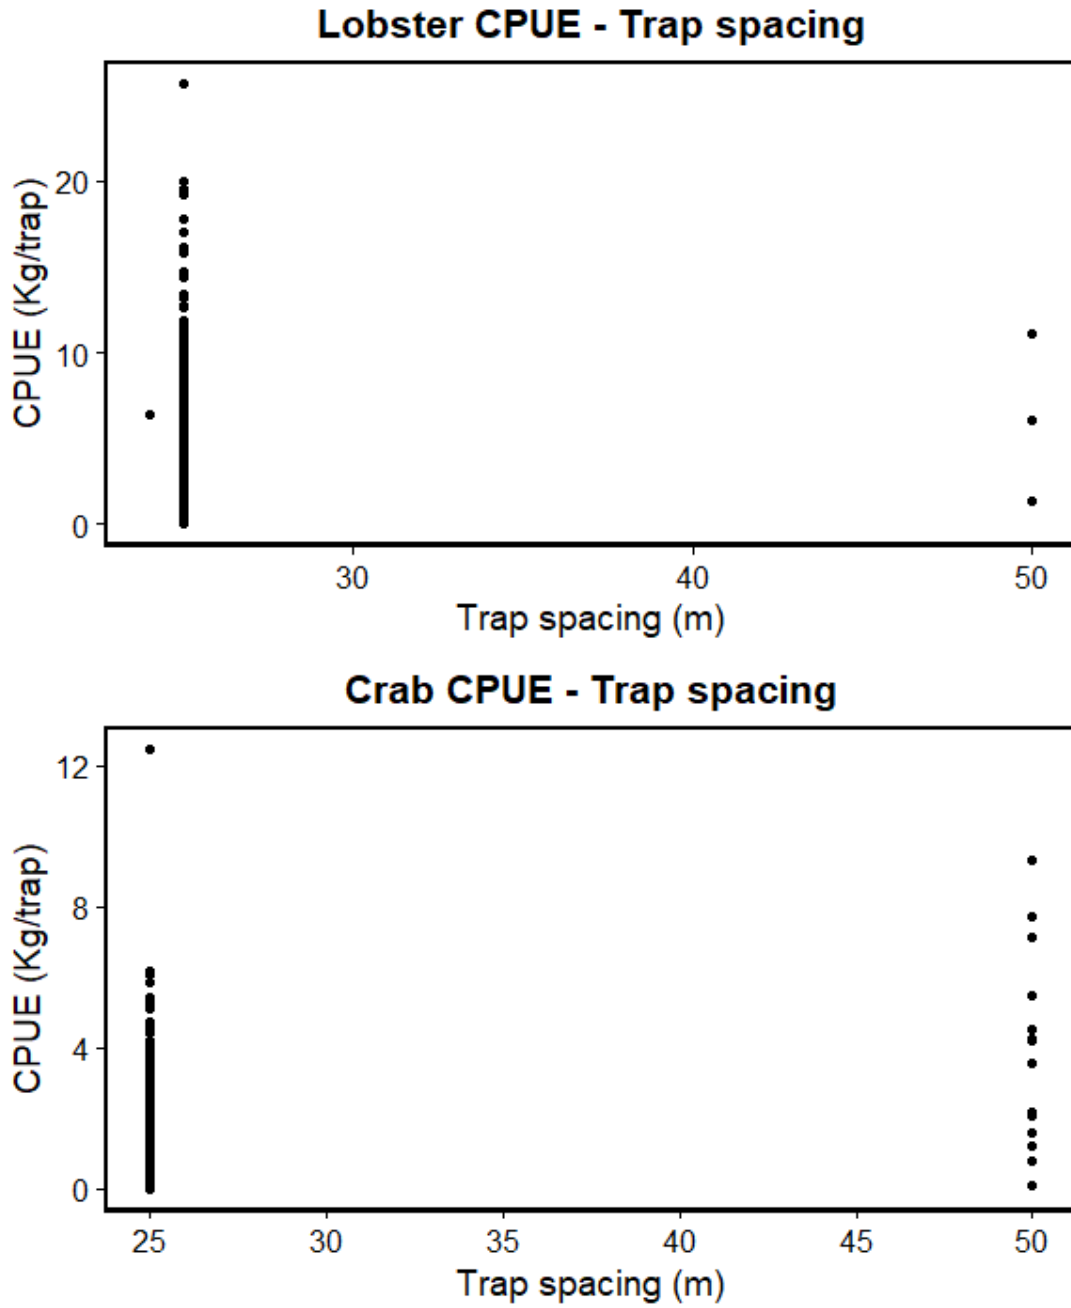 Lobster CPUE - Trap spacing
CPUE (Kg/trap)
20
10
0
30 40 50
Trap spacing (m)
Crab CPUE - Trap spacing
CPUE (Kg/trap)
12
8
4
0
25 30 35 40 45 50
Trap spacing (m)